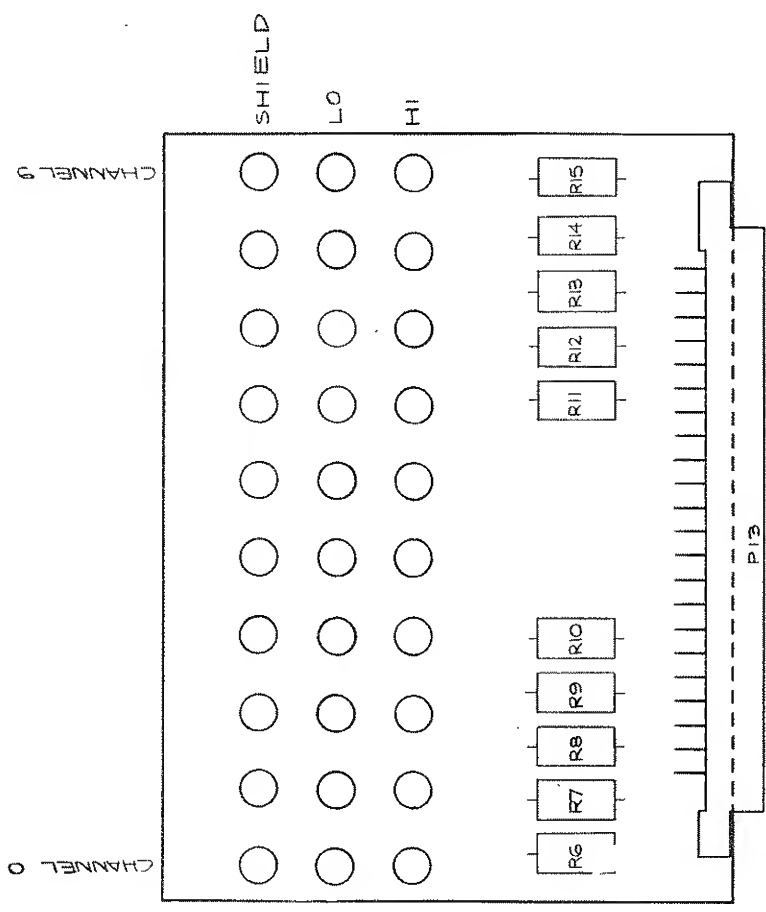 SHIELD
LO
HI
CHANNEL 9
R15
R14
R13
R12
R11
P13
R10
R9
R8
R7
R6
CHANNEL 0